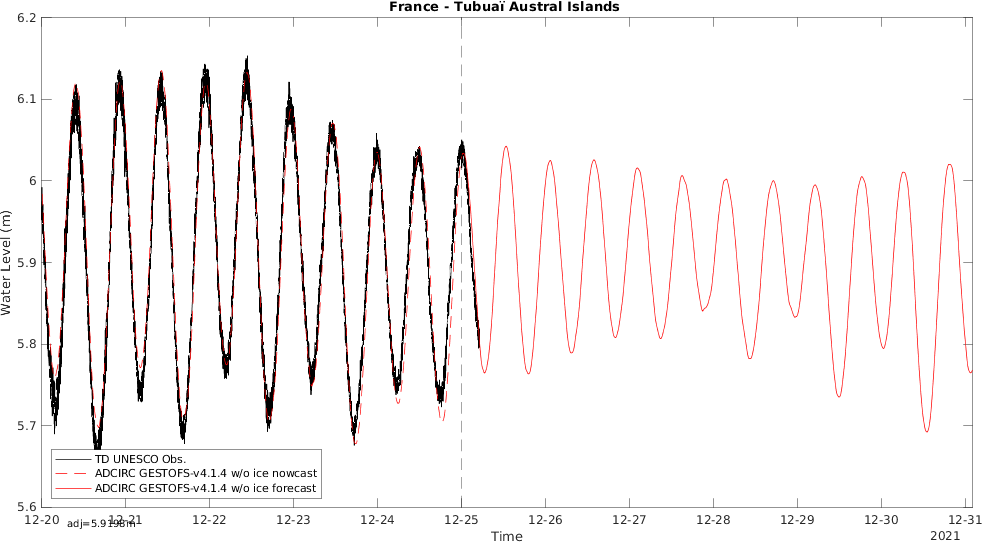 France - Tubuaï Austral Islands
6.2
6.1
6
5.9
5.8
5.7
5.6
Water Level (m)
TD UNESCO Obs.
ADCIRC GESTOFS-v4.1.4 w/o ice nowcast
ADCIRC GESTOFS-v4.1.4 w/o ice forecast
12-20 12-21 12-22 12-23 12-24 12-25 12-26 12-27 12-28 12-29 12-30 12-31
adj=5.9198m
Time
2021